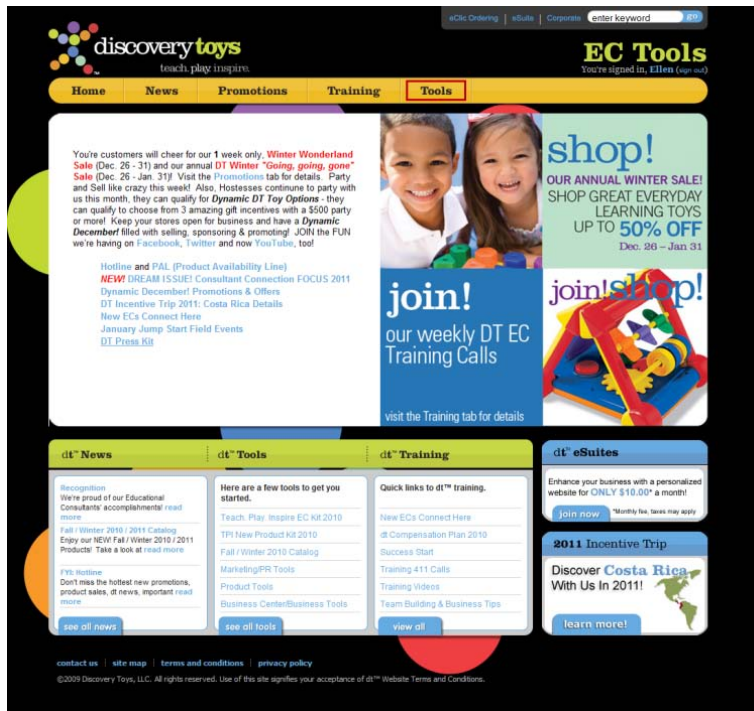 eClic Ordering | eSuite | Corporate enter keyword go
discovery toys
teach. play. inspire.
EC Tools
You're signed in, Ellen (sign out)
Home News Promotions Training Tools
You're customers will cheer for our 1 week only, Winter Wonderland
Sale (Dec. 26 - 31) and our annual DT Winter "Going, going, gone"
Sale (Dec. 26 - Jan. 31)! Visit the Promotions tab for details. Party
and Sell like crazy this week! Also, Hostesses continune to party with
us this month, they can qualify for Dynamic DT Toy Options - they
can qualify to choose from 3 amazing gift incentives with a $500 party
or more! Keep your stores open for business and have a Dynamic
December! filled with selling, sponsoring & promoting! JOIN the FUN
we're having on Facebook, Twitter and now YouTube, too!
Hotline and PAL (Product Availability Line)
NEW! DREAM ISSUE! Consultant Connection FOCUS 2011
Dynamic December! Promotions & Offers
DT Incentive Trip 2011: Costa Rica Details
New ECs Connect Here
January Jump Start Field Events
DT Press Kit
shop!
OUR ANNUAL WINTER SALE!
SHOP GREAT EVERYDAY
LEARNING TOYS
UP TO 50% OFF
Dec. 26 – Jan 31
join!
our weekly DT EC
Training Calls
visit the Training tab for details
join! shop!
dt™ News
Recognition
We're proud of our Educational
Consultants' accomplishments! read
more
Fall / Winter 2010 / 2011 Catalog
Enjoy our NEW! Fall / Winter 2010 / 2011
Products! Take a look at read more
FYI: Hotline
Don't miss the hottest new promotions,
product sales, dt news, important read
more
see all news
dt™ Tools
Here are a few tools to get you
started.
Teach. Play. Inspire EC Kit 2010
TPI New Product Kit 2010
Fall / Winter 2010 Catalog
Marketing/PR Tools
Product Tools
Business Center/Business Tools
see all tools
dt™ Training
Quick links to dt™ training.
New ECs Connect Here
dt Compensation Plan 2010
Success Start
Training 411 Calls
Training Videos
Team Building & Business Tips
view all
dt™ eSuites
Enhance your business with a personalized
website for ONLY $10.00* a month!
join now *Monthly fee, taxes may apply
2011 Incentive Trip
Discover Costa Rica
With Us In 2011!
learn more!
contact us | site map | terms and conditions | privacy policy
©2009 Discovery Toys, LLC. All rights reserved. Use of this site signifies your acceptance of dt™ Website Terms and Conditions.